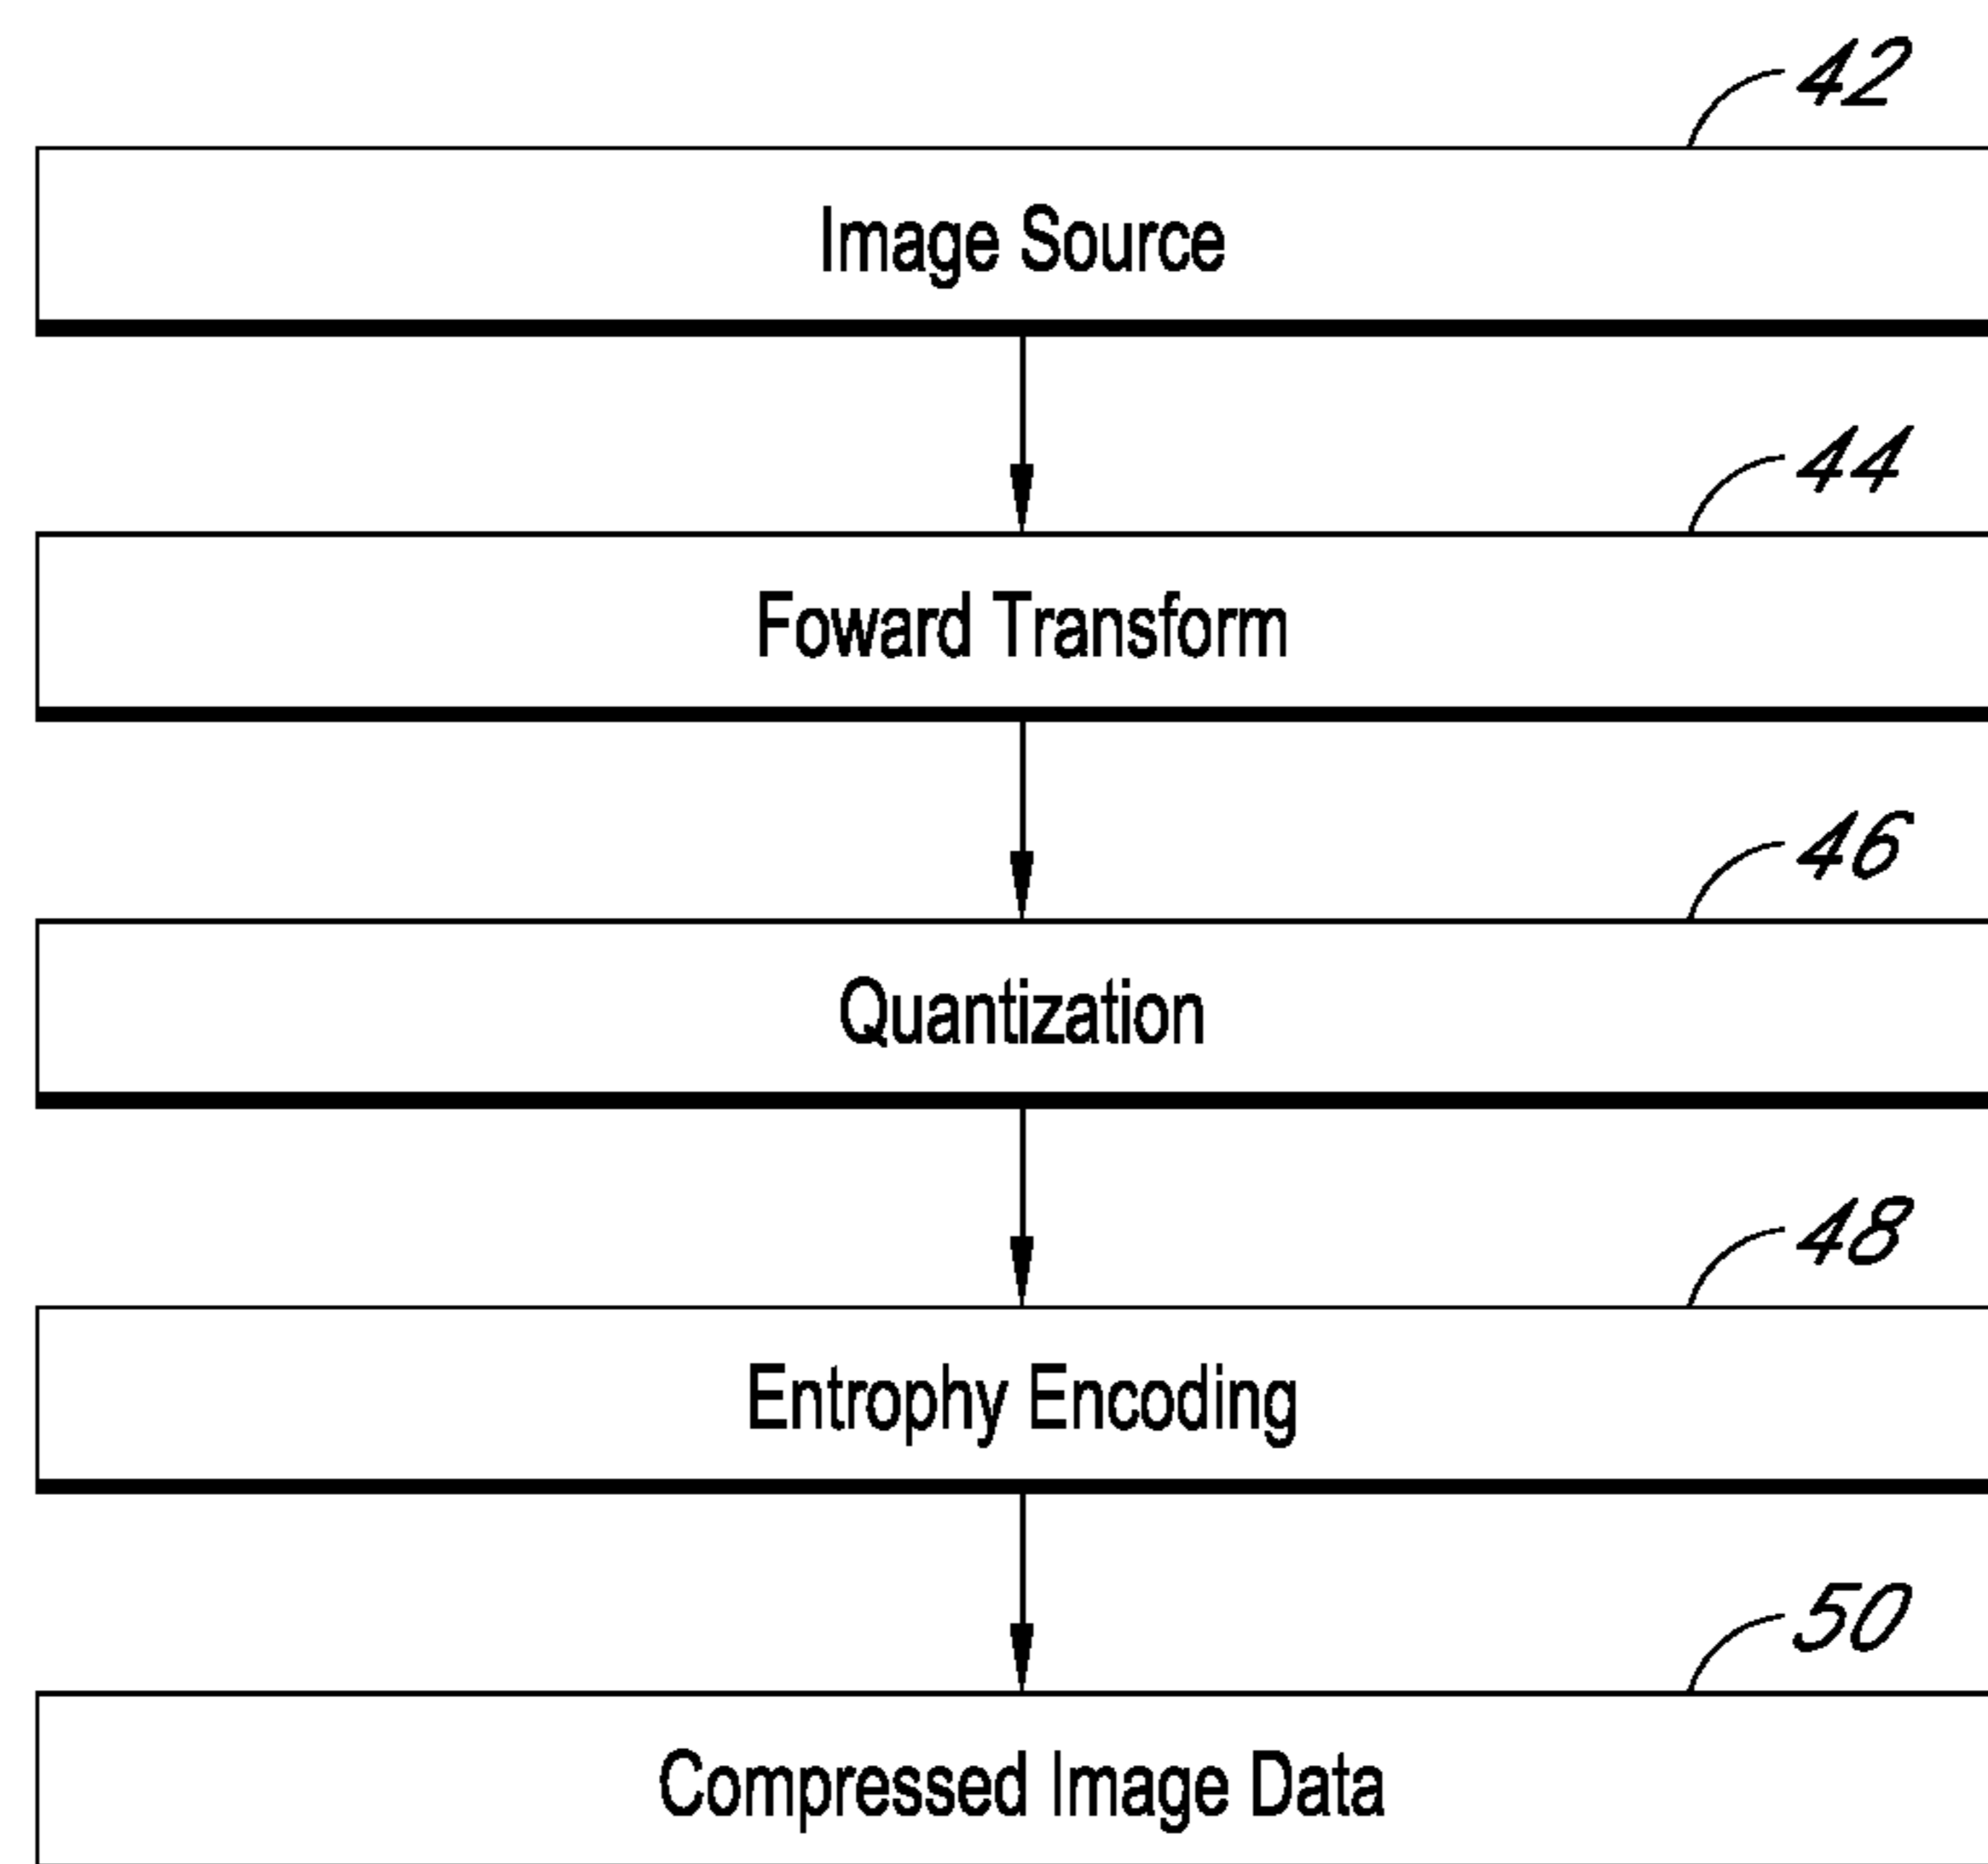 42
Image Source
44
Foward Transform
46
Quantization
48
Entrophy Encoding
50
Compressed Image Data